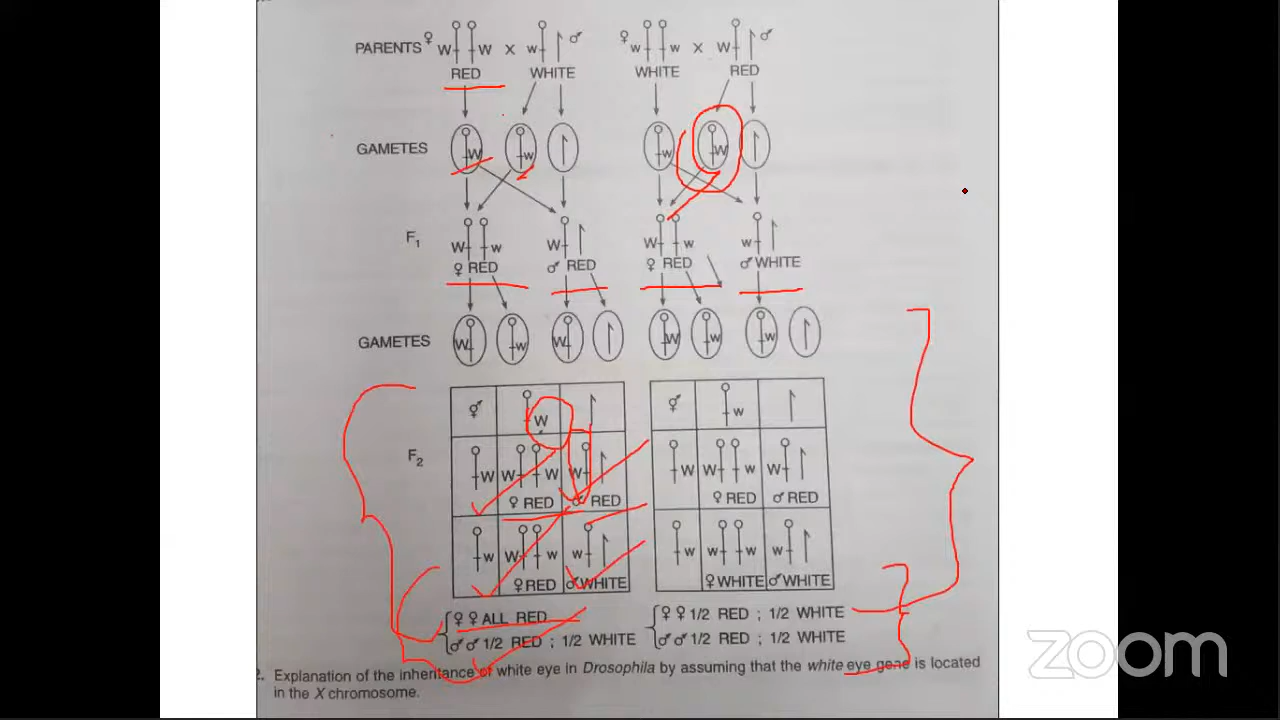 PARENTS ♀ W W x w ♂ ♀ w w x W ♂
RED WHITE WHITE RED
GAMETES W w w W
F1 W w W W w w
♀ RED ♂ RED ♀ RED ♂ WHITE
GAMETES W w W W w w
⚥ W ⚥ w
F2 W W W W W W w W
♀ RED ♂ RED ♀ RED ♂ RED
w W w w w w w w
♀ RED ♂ WHITE ♀ WHITE ♂ WHITE
♀ ♀ ALL RED ♀ ♀ 1/2 RED ; 1/2 WHITE
♂♂ 1/2 RED ; 1/2 WHITE ♂♂ 1/2 RED ; 1/2 WHITE
2. Explanation of the inheritance of white eye in Drosophila by assuming that the white eye gene is located
in the X chromosome.
zoom